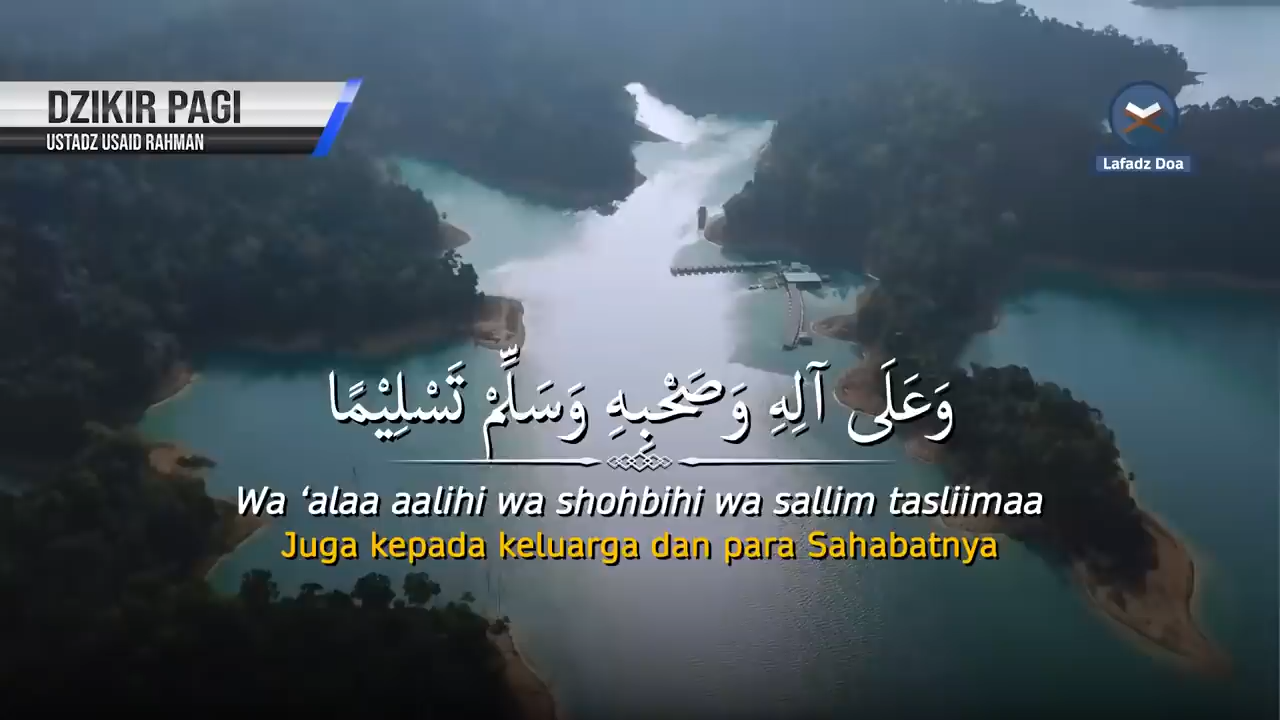 DZIKIR PAGI
USTADZ USAID RAHMAN
Lafadz Doa
وَعَلَى آلِهِ وَصَحْبِهِ وَسَلِّمْ تَسْلِيْمًا
Wa ‘alaa aalihi wa shohbihi wa sallim tasliimaa
Juga kepada keluarga dan para Sahabatnya